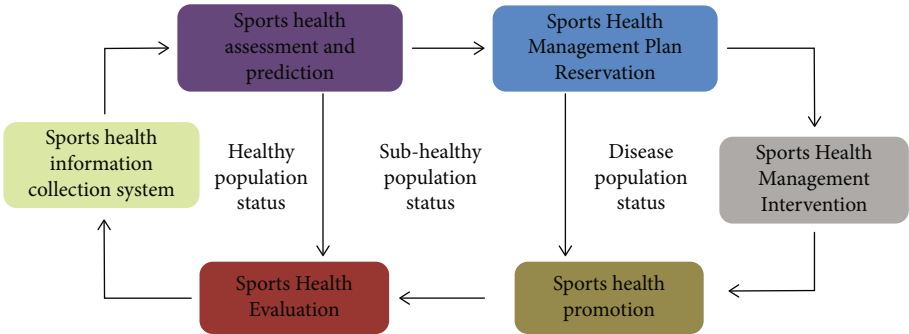 Sports health
assessment and
prediction
Sports Health
Management Plan
Reservation
Sports health
information
collection system
Healthy
population
status
Sub-healthy
population
status
Disease
population
status
Sports Health
Management
Intervention
Sports Health
Evaluation
Sports health
promotion